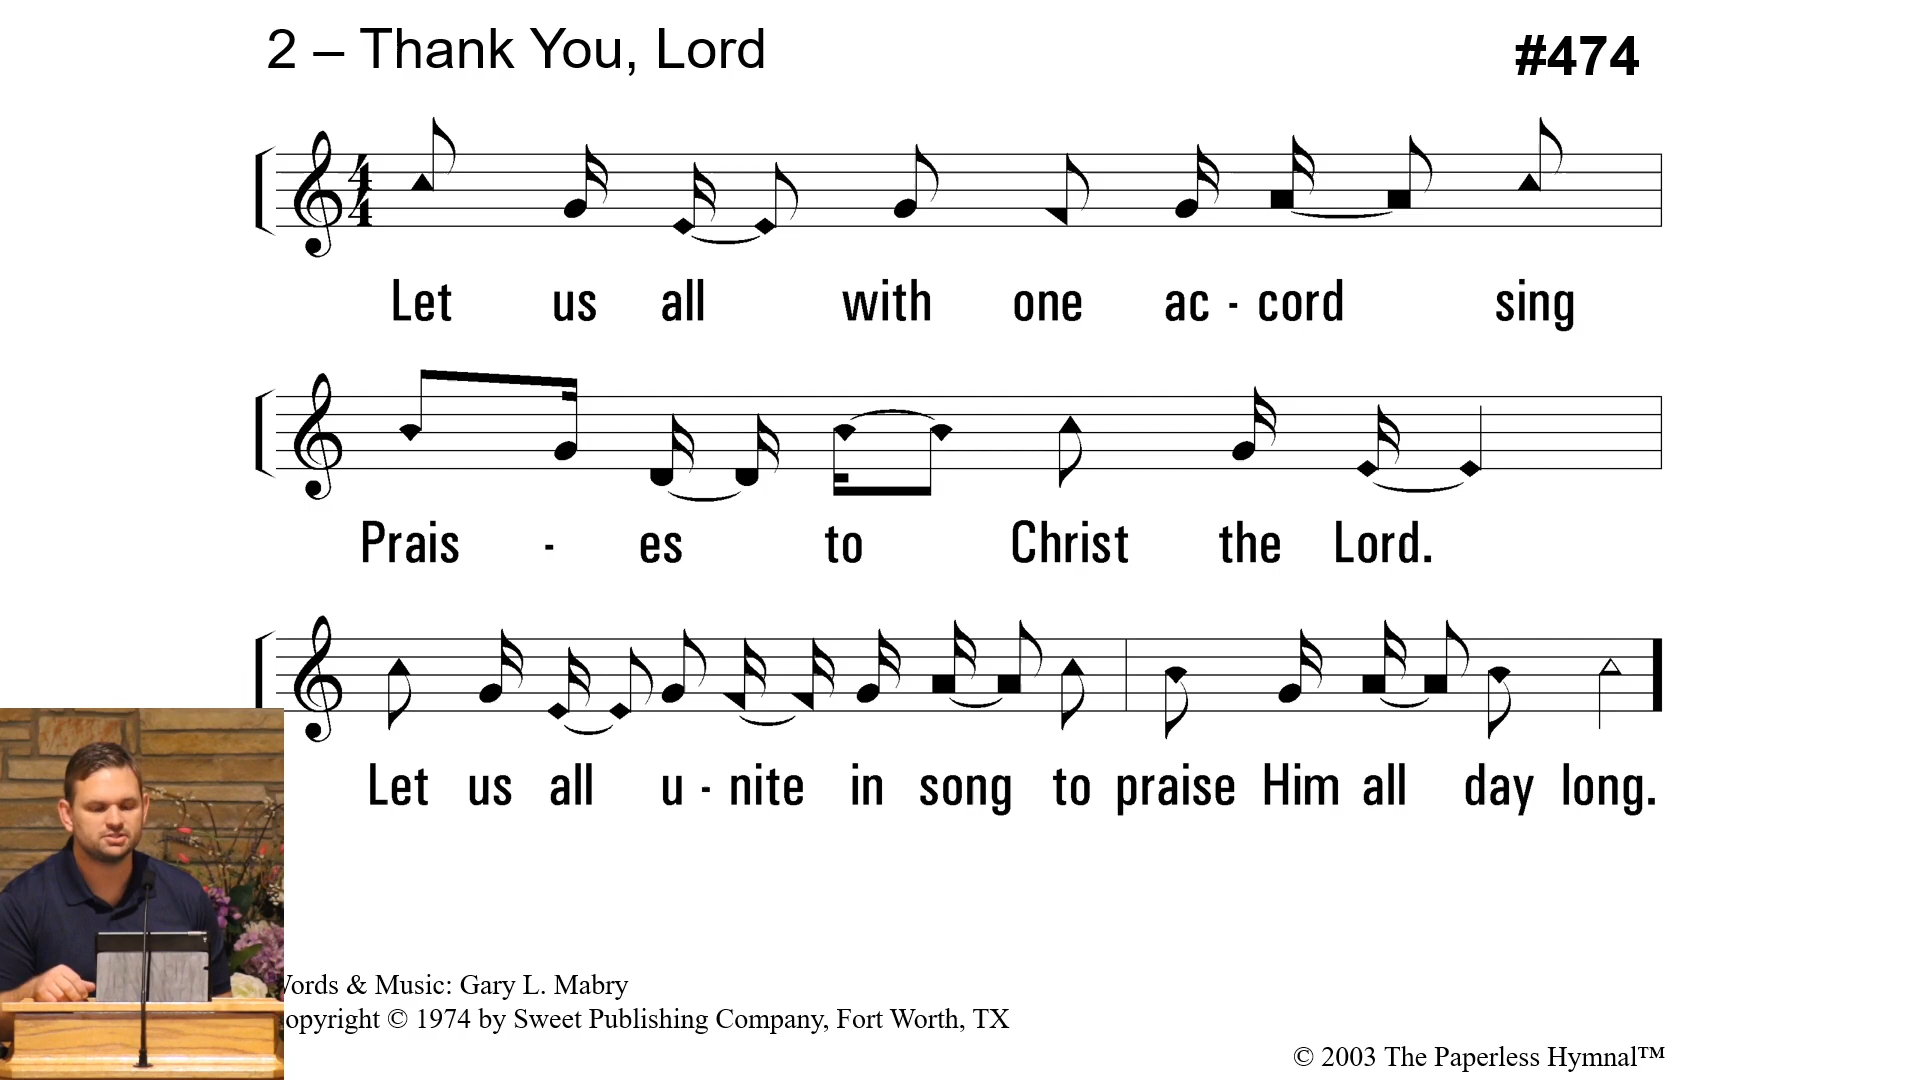 2 – Thank You, Lord #474
Let us all with one ac - cord sing
Prais - es to Christ the Lord.
Let us all u - nite in song to praise Him all day long.
ords & Music: Gary L. Mabry
opyright © 1974 by Sweet Publishing Company, Fort Worth, TX
© 2003 The Paperless Hymnal™